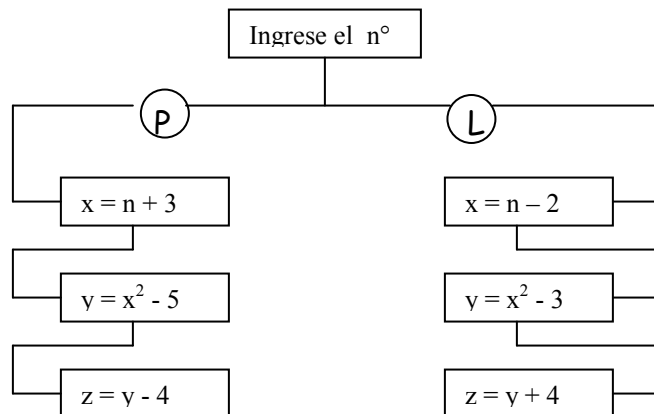 Ingrese el n°
P
L
x = n + 3
x = n – 2
y = x² - 5
y = x² - 3
z = y - 4
z = y + 4